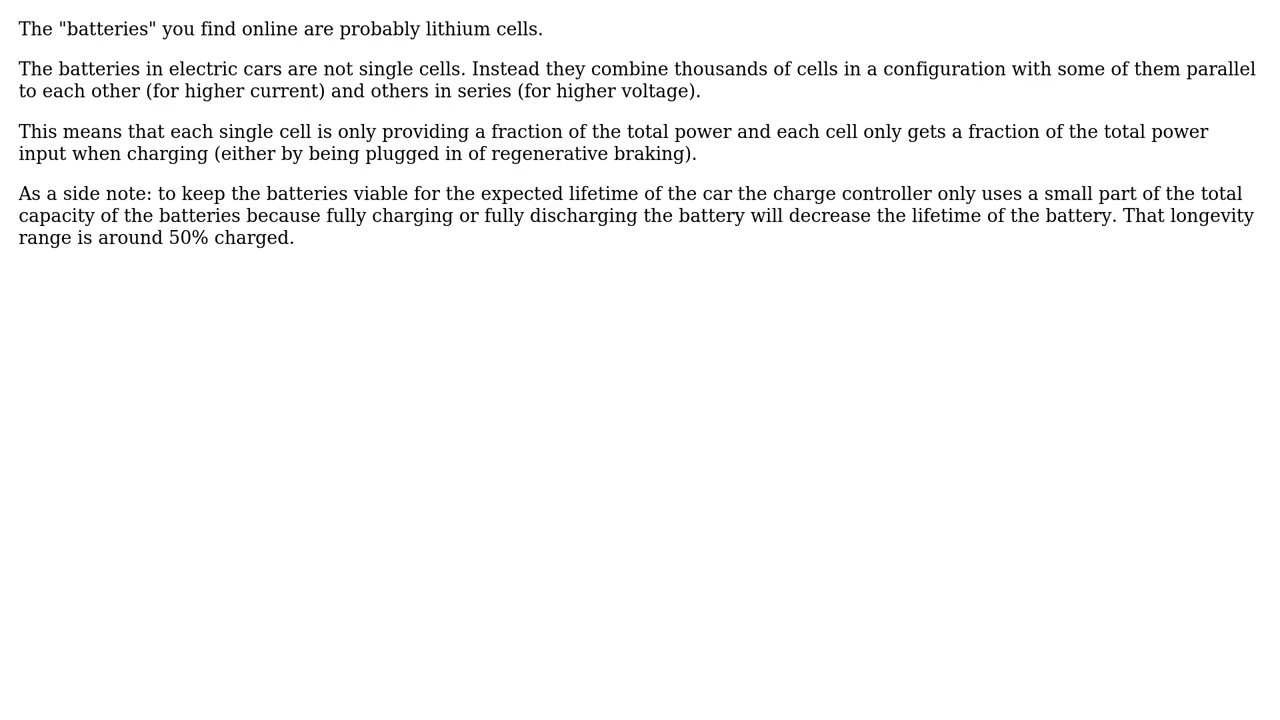 The "batteries" you find online are probably lithium cells.
The batteries in electric cars are not single cells. Instead they combine thousands of cells in a configuration with some of them parallel
to each other (for higher current) and others in series (for higher voltage).
This means that each single cell is only providing a fraction of the total power and each cell only gets a fraction of the total power
input when charging (either by being plugged in of regenerative braking).
As a side note: to keep the batteries viable for the expected lifetime of the car the charge controller only uses a small part of the total
capacity of the batteries because fully charging or fully discharging the battery will decrease the lifetime of the battery. That longevity
range is around 50% charged.